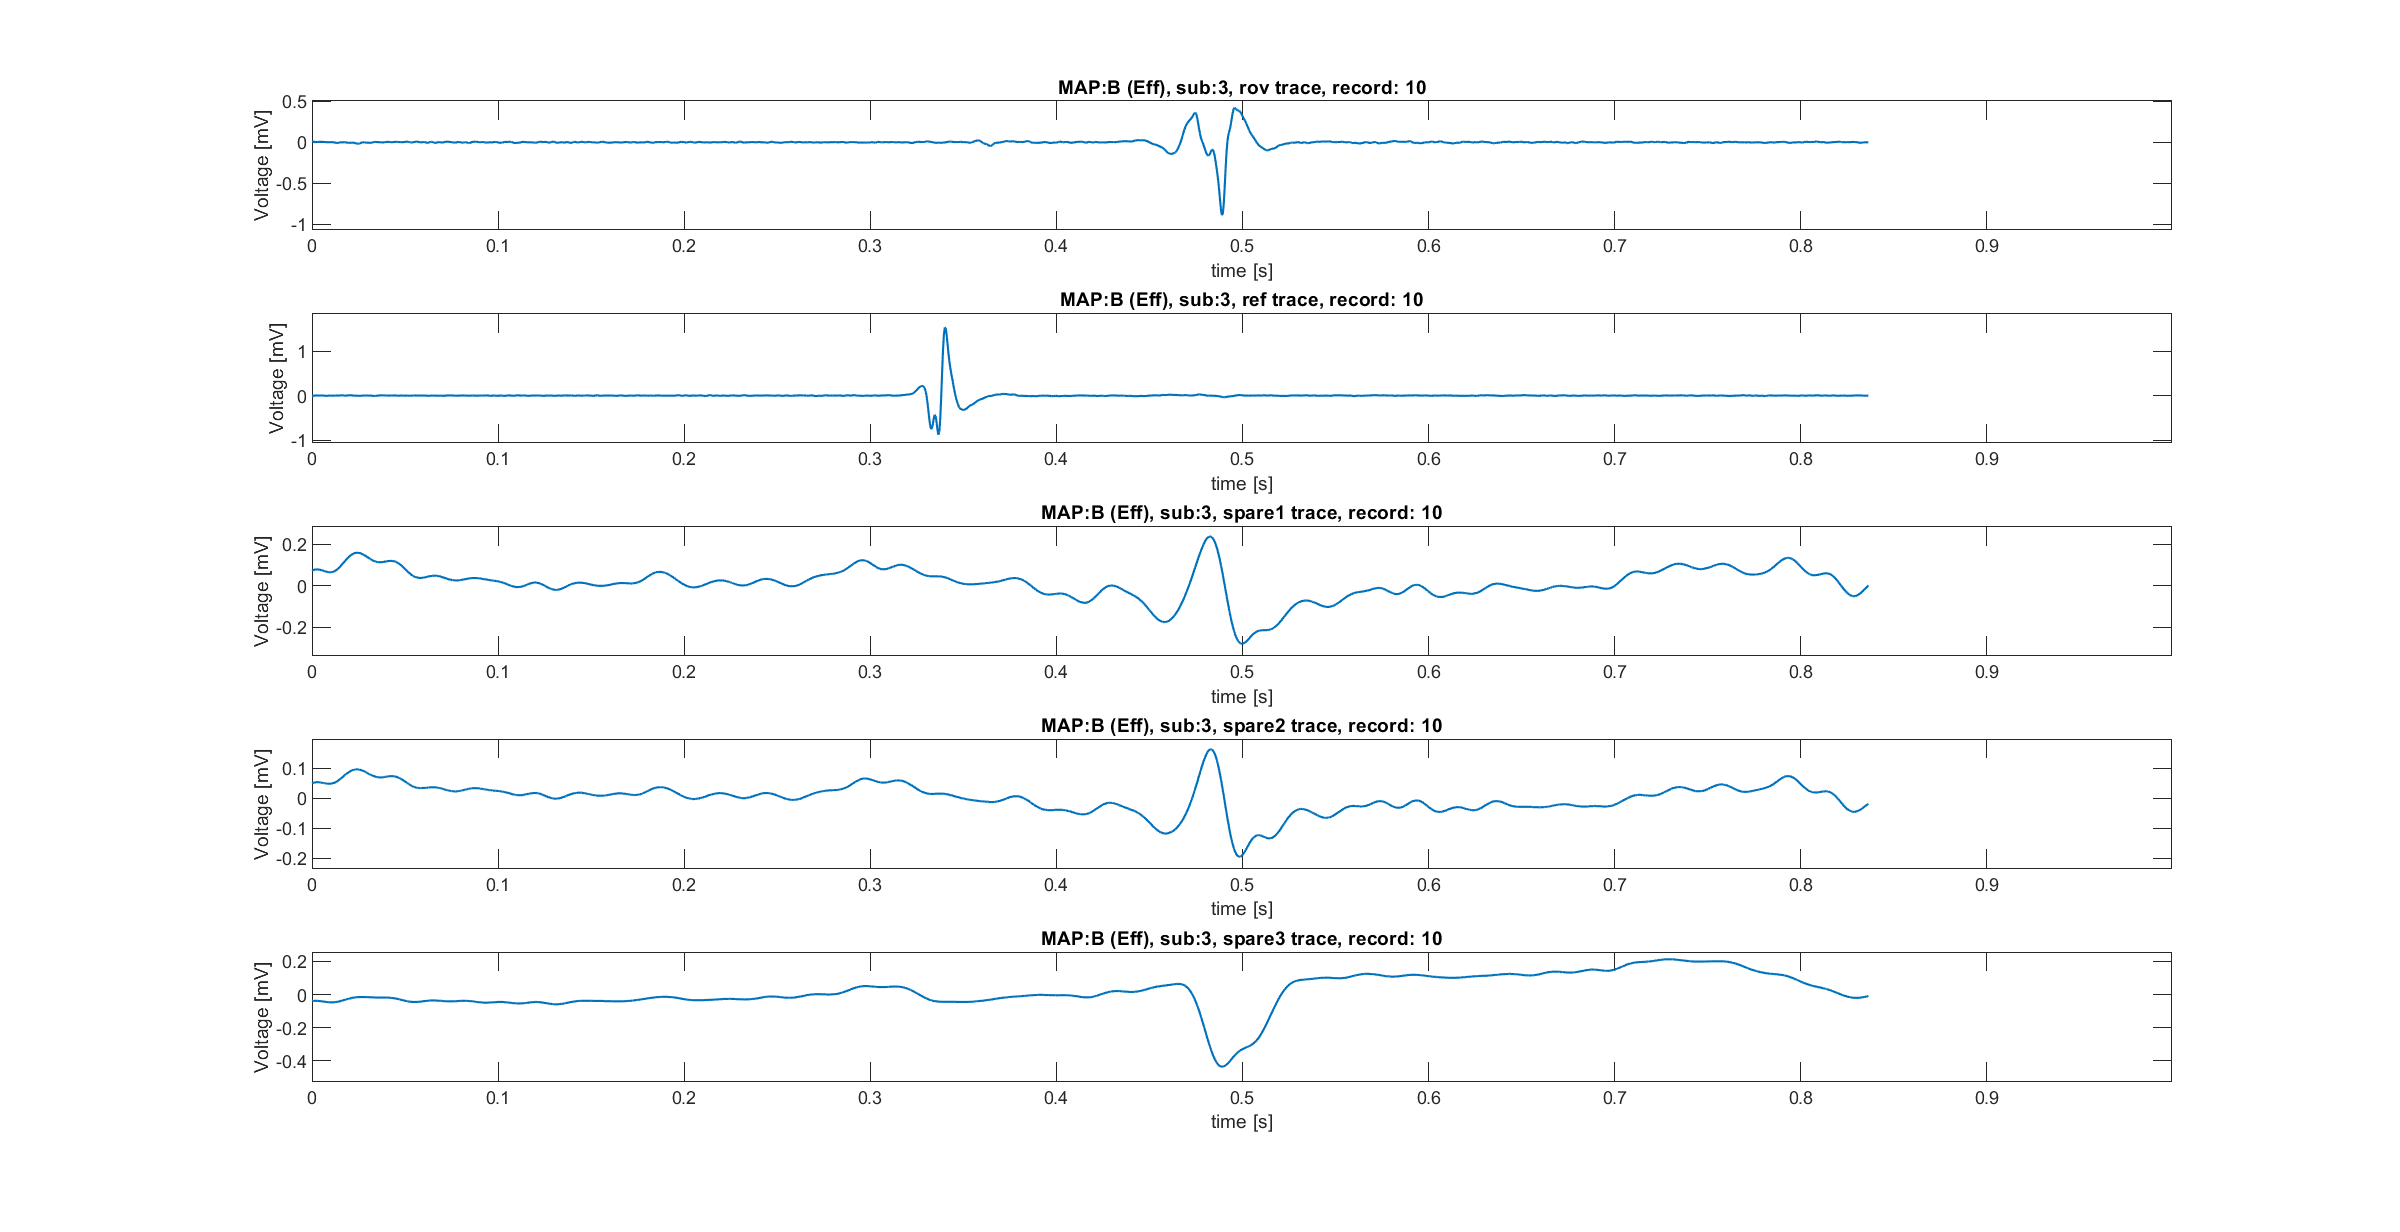 MAP:B (Eff), sub:3, rov trace, record: 10
Voltage [mV]
0.5
0
-0.5
-1
0 0.1 0.2 0.3 0.4 0.5 0.6 0.7 0.8 0.9
time [s]
MAP:B (Eff), sub:3, ref trace, record: 10
Voltage [mV]
1
0
-1
0 0.1 0.2 0.3 0.4 0.5 0.6 0.7 0.8 0.9
time [s]
MAP:B (Eff), sub:3, spare1 trace, record: 10
Voltage [mV]
0.2
0
-0.2
0 0.1 0.2 0.3 0.4 0.5 0.6 0.7 0.8 0.9
time [s]
MAP:B (Eff), sub:3, spare2 trace, record: 10
Voltage [mV]
0.1
0
-0.1
-0.2
0 0.1 0.2 0.3 0.4 0.5 0.6 0.7 0.8 0.9
time [s]
MAP:B (Eff), sub:3, spare3 trace, record: 10
Voltage [mV]
0.2
0
-0.2
-0.4
0 0.1 0.2 0.3 0.4 0.5 0.6 0.7 0.8 0.9
time [s]